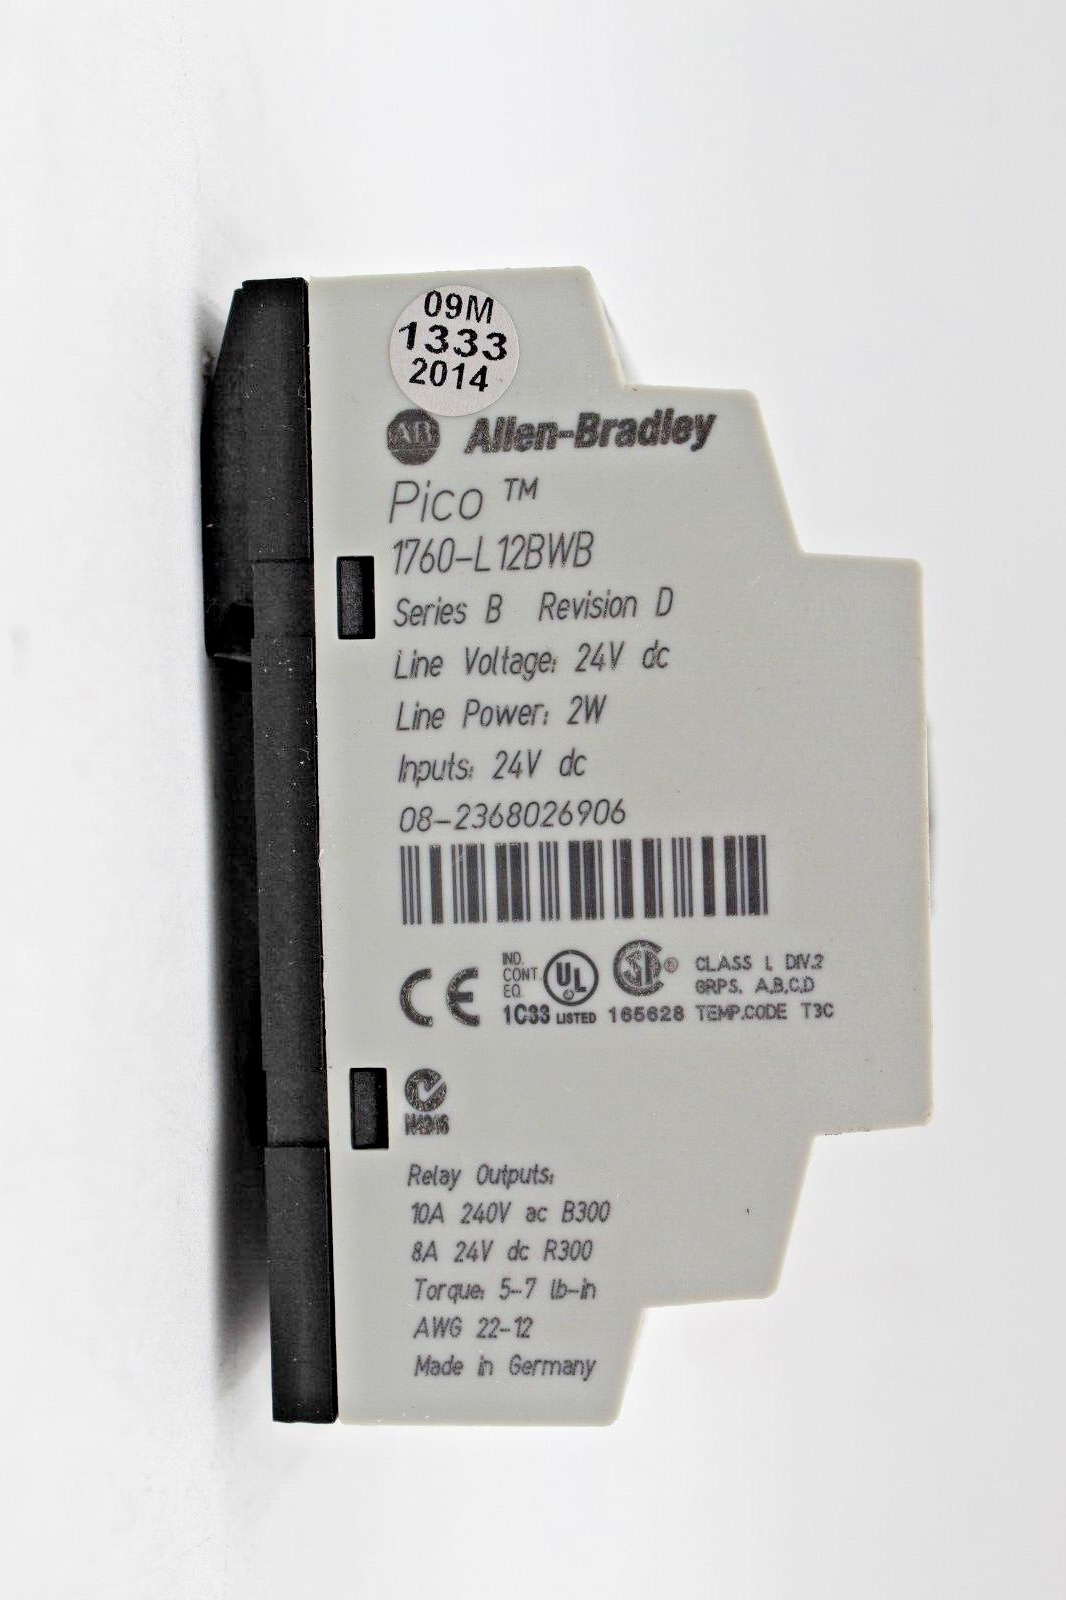 09M
1333
2014
AB Allen-Bradley
Pico ™
1760-L12BWB
Series B Revision D
Line Voltage: 24V dc
Line Power: 2W
Inputs: 24V dc
08-2368026906
CE
IND.
CONT.
EQ.
1C33
UL
LISTED
SP ®
165628
CLASS I, DIV.2
GRPS. A,B,C,D
TEMP.CODE T3C
Relay Outputs:
10A 240V ac B300
8A 24V dc R300
Torque: 5-7 lb-in
AWG 22-12
Made in Germany